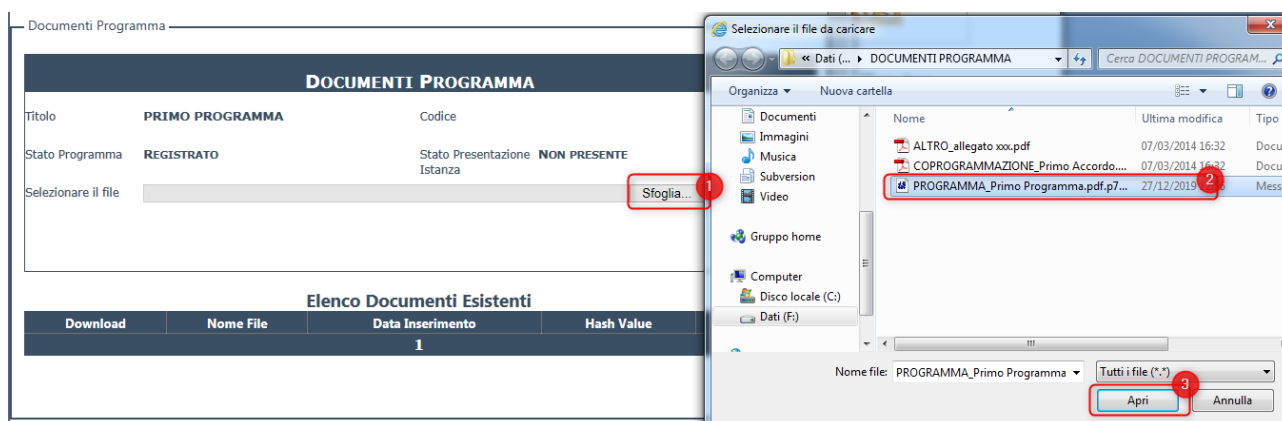 Documenti Programma
DOCUMENTI PROGRAMMA
Titolo PRIMO PROGRAMMA Codice
Stato Programma REGISTRATO Stato Presentazione NON PRESENTE
Istanza
Selezionare il file Sfoglia... 1
Elenco Documenti Esistenti
Download Nome File Data Inserimento Hash Value
1
Selezionare il file da caricare
« Dati (... DOCUMENTI PROGRAMMA Cerca DOCUMENTI PROGRAM...
Organizza Nuova cartella
Documenti
Immagini
Musica
Subversion
Video
Gruppo home
Computer
Disco locale (C:)
Dati (F:)
Nome Ultima modifica Tipo
ALTRO_allegato xxx.pdf 07/03/2014 16:32 Docu
COPROGRAMMAZIONE_Primo Accordo.... 07/03/2014 16:32 Docu
PROGRAMMA_Primo Programma.pdf.p7... 27/12/2019 2 Mess
Nome file: PROGRAMMA_Primo Programma Tutti i file (*.*)
3
Apri Annulla